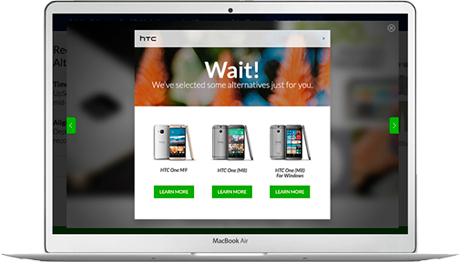 htc
Wait!
We've selected some alternatives just for you.
HTC One M9
HTC One (M8)
HTC One (M8)
For Windows
LEARN MORE
LEARN MORE
LEARN MORE
MacBook Air